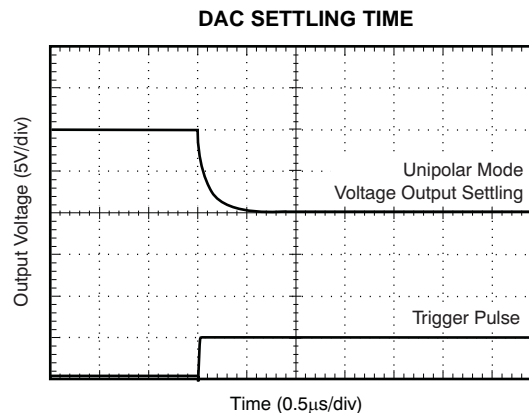 DAC SETTLING TIME
Output Voltage (5V/div)
Unipolar Mode
Voltage Output Settling
Trigger Pulse
Time (0.5μs/div)